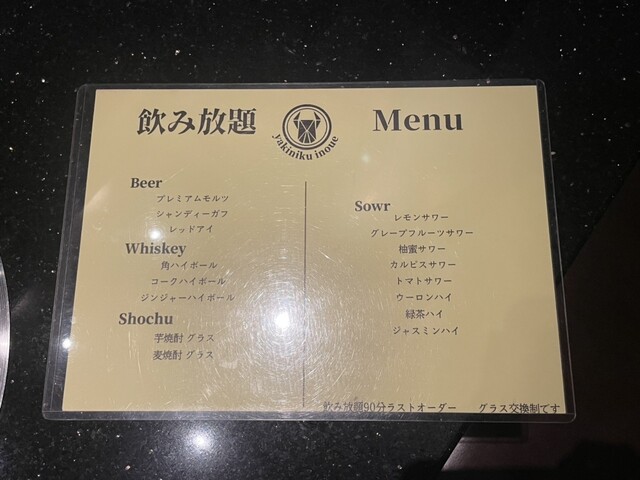 飲み放題
yakiniku inoue
Menu
Beer
プレミアムモルツ
シャンディーガフ
レッドアイ
Whiskey
角ハイボール
コークハイボール
ジンジャーハイボール
Shochu
芋焼酎 グラス
麦焼酎 グラス
Sowr
レモンサワー
グレープフルーツサワー
柚蜜サワー
カルピスサワー
トマトサワー
ウーロンハイ
緑茶ハイ
ジャスミンハイ
飲み放題90分ラストオーダー グラス交換制です